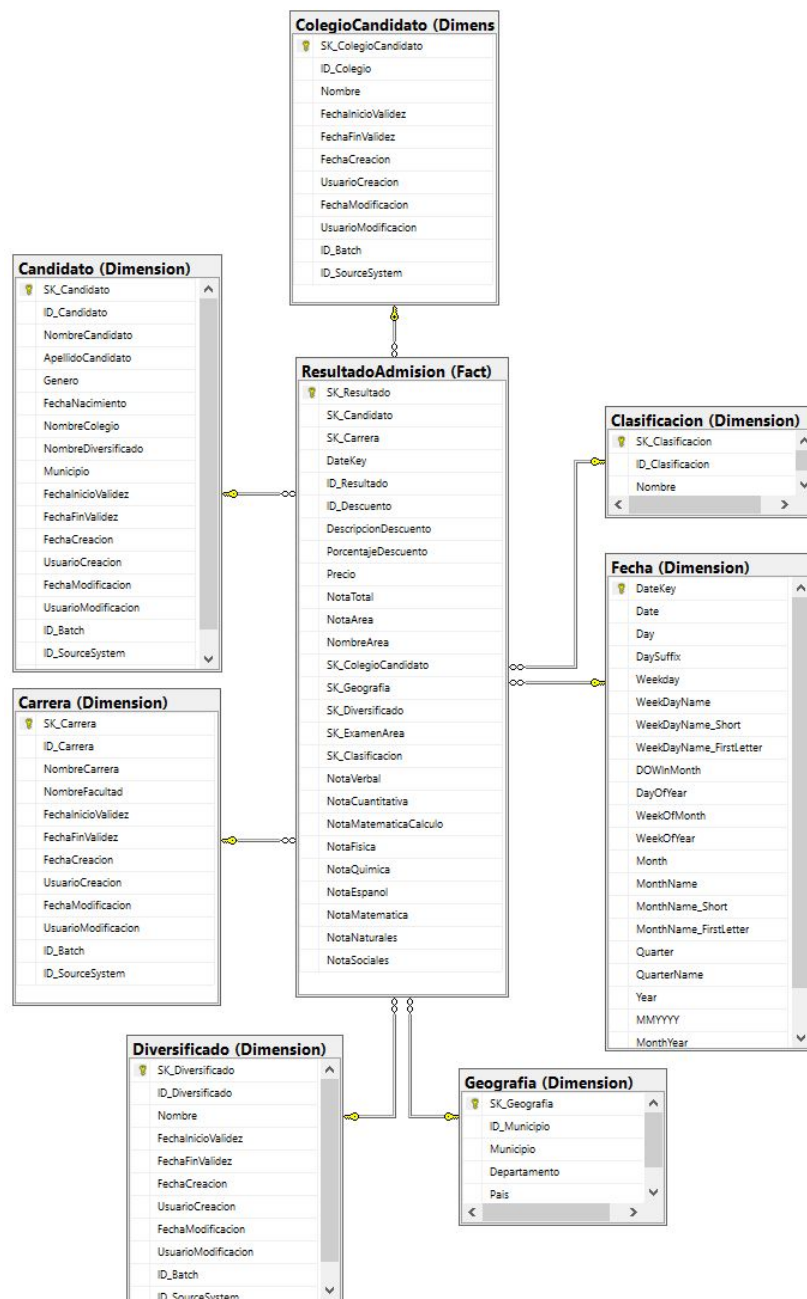 ColegioCandidato (Dimens
SK_ColegioCandidato
ID_Colegio
Nombre
FechaInicioValidez
FechaFinValidez
FechaCreacion
UsuarioCreacion
FechaModificacion
UsuarioModificacion
ID_Batch
ID_SourceSystem
Candidato (Dimension)
SK_Candidato
ID_Candidato
NombreCandidato
ApellidoCandidato
Genero
FechaNacimiento
NombreColegio
NombreDiversificado
Municipio
FechaInicioValidez
FechaFinValidez
FechaCreacion
UsuarioCreacion
FechaModificacion
UsuarioModificacion
ID_Batch
ID_SourceSystem
ResultadoAdmision (Fact)
SK_Resultado
SK_Candidato
SK_Carrera
DateKey
ID_Resultado
ID_Descuento
DescripcionDescuento
PorcentajeDescuento
Precio
NotaTotal
NotaArea
NombreArea
SK_ColegioCandidato
SK_Geografia
SK_Diversificado
SK_ExamenArea
SK_Clasificacion
NotaVerbal
NotaCuantitativa
NotaMatematicaCalculo
NotaFisica
NotaQuimica
NotaEspanol
NotaMatematica
NotaNaturales
NotaSociales
Clasificacion (Dimension)
SK_Clasificacion
ID_Clasificacion
Nombre
Fecha (Dimension)
DateKey
Date
Day
DaySuffix
Weekday
WeekDayName
WeekDayName_Short
WeekDayName_FirstLetter
DOWInMonth
DayOfYear
WeekOfMonth
WeekOfYear
Month
MonthName
MonthName_Short
MonthName_FirstLetter
Quarter
QuarterName
Year
MMYYYY
MonthYear
Carrera (Dimension)
SK_Carrera
ID_Carrera
NombreCarrera
NombreFacultad
FechaInicioValidez
FechaFinValidez
FechaCreacion
UsuarioCreacion
FechaModificacion
UsuarioModificacion
ID_Batch
ID_SourceSystem
Diversificado (Dimension)
SK_Diversificado
ID_Diversificado
Nombre
FechaInicioValidez
FechaFinValidez
FechaCreacion
UsuarioCreacion
FechaModificacion
UsuarioModificacion
ID_Batch
ID_SourceSystem
Geografia (Dimension)
SK_Geografia
ID_Municipio
Municipio
Departamento
Pais